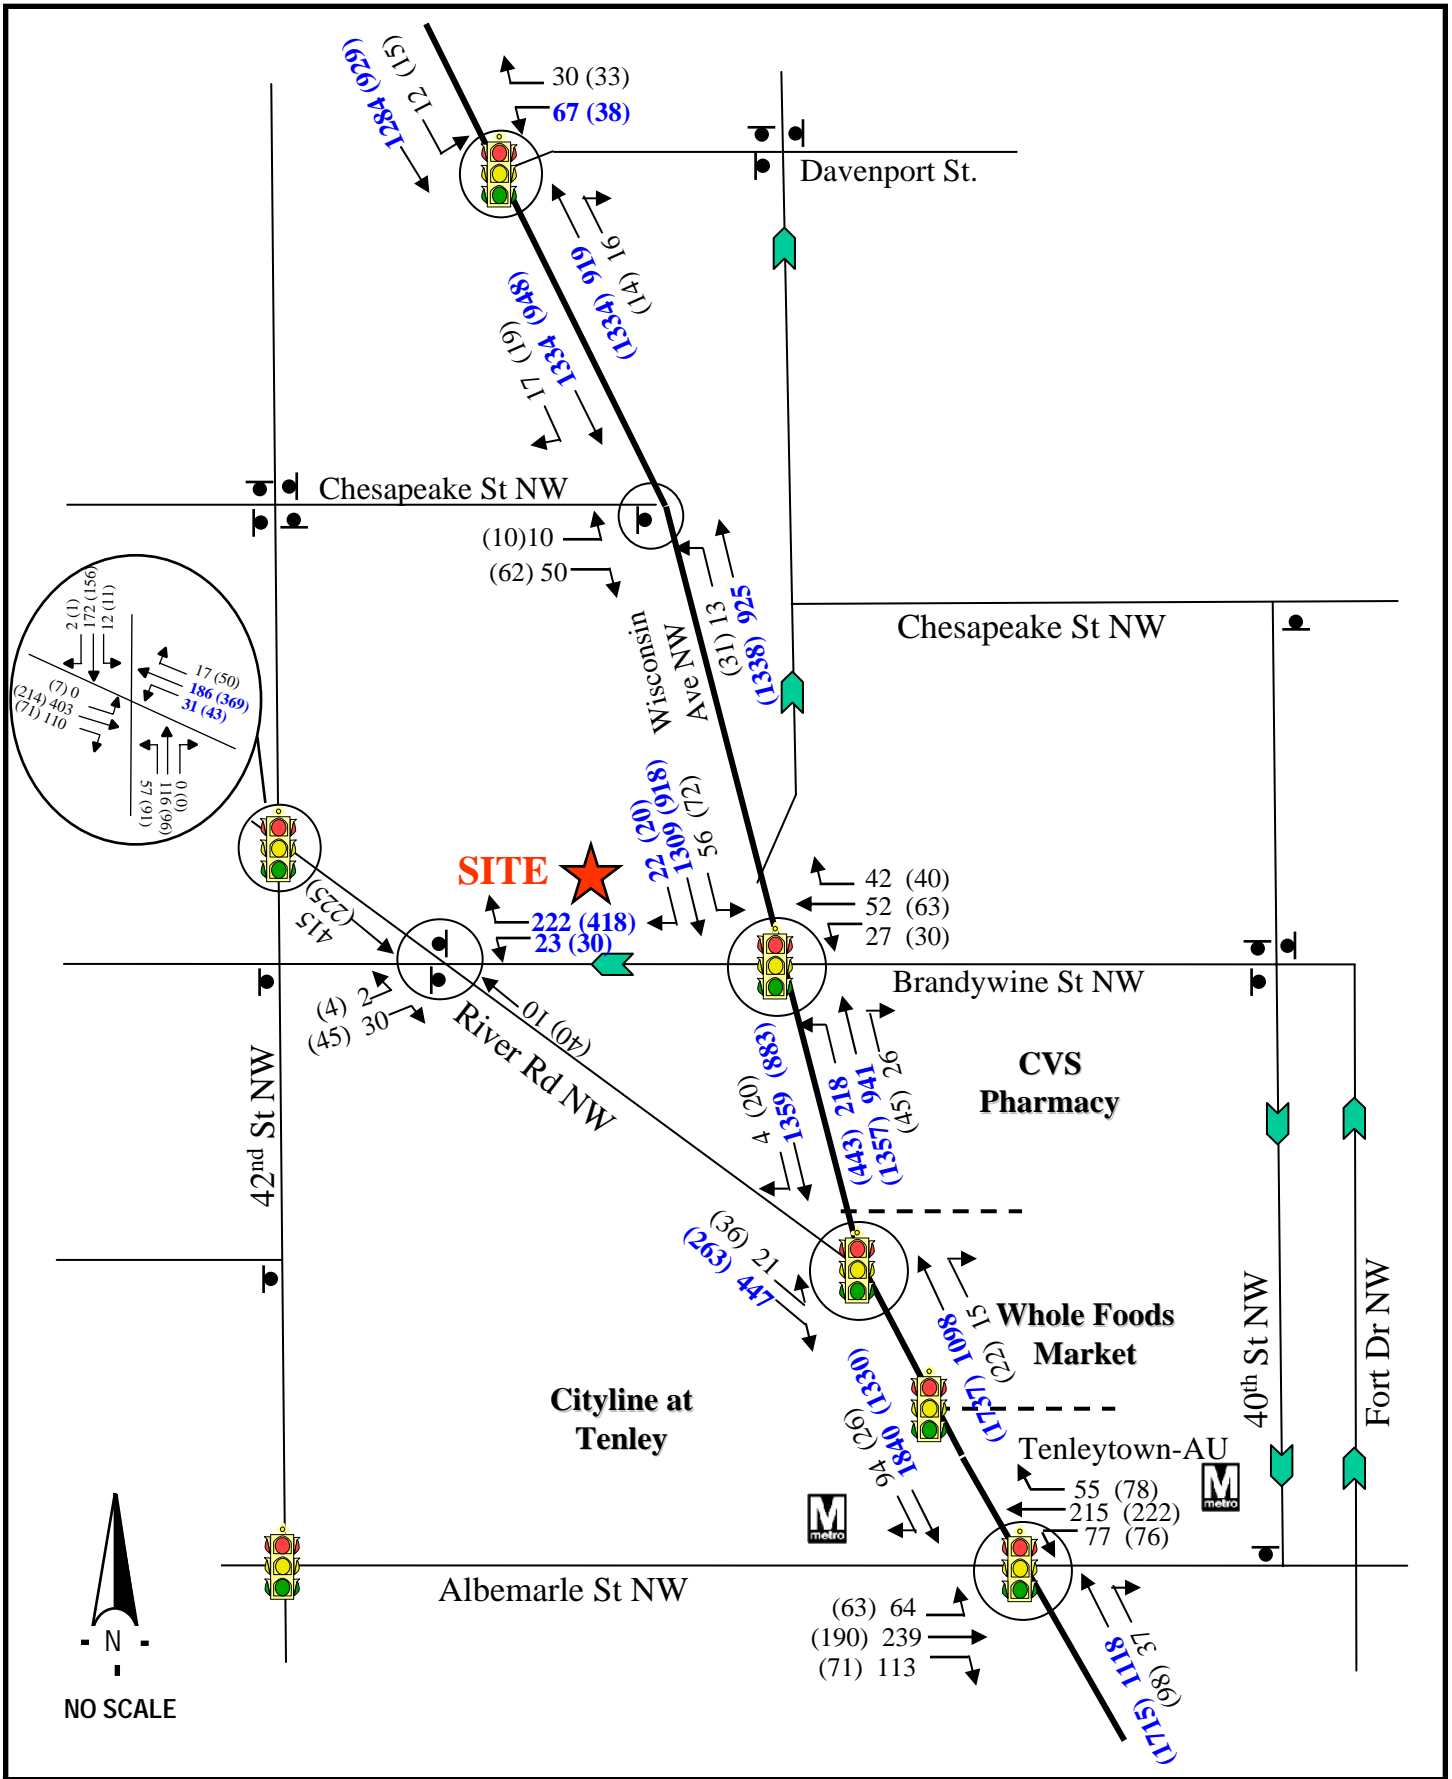 1284 (929)
12 (15)
30 (33)
67 (38)
Davenport St.
(14) 16
(1334) 919
1334 (948)
17 (19)
Chesapeake St NW
(10)10
(62) 50
(31) 13
(1338) 925
Wisconsin
Ave NW
Chesapeake St NW
2 (1)
172 (156)
12 (11)
17 (50)
186 (369)
31 (43)
(7) 0
(214) 403
(71) 110
57 (91)
116 (96)
0 (0)
22 (20)
1309 (918)
56 (72)
SITE
222 (418)
23 (30)
42 (40)
52 (63)
27 (30)
415
(225)
Brandywine St NW
(4) 2
(45) 30
(40) 10
River Rd NW
42nd St NW
4 (20)
1359 (883)
(443) 218
(1357) 941
(45) 26
CVS
Pharmacy
(36) 21
(263) 447
(22) 15
(1737) 1098
Whole Foods
Market
40th St NW
Fort Dr NW
Cityline at
Tenley
1840 (1330)
94 (26)
Tenleytown-AU
M
metro
M
metro
55 (78)
215 (222)
77 (76)
Albemarle St NW
(63) 64
(190) 239
(71) 113
(98) 37
(1715) 1118
N
NO SCALE